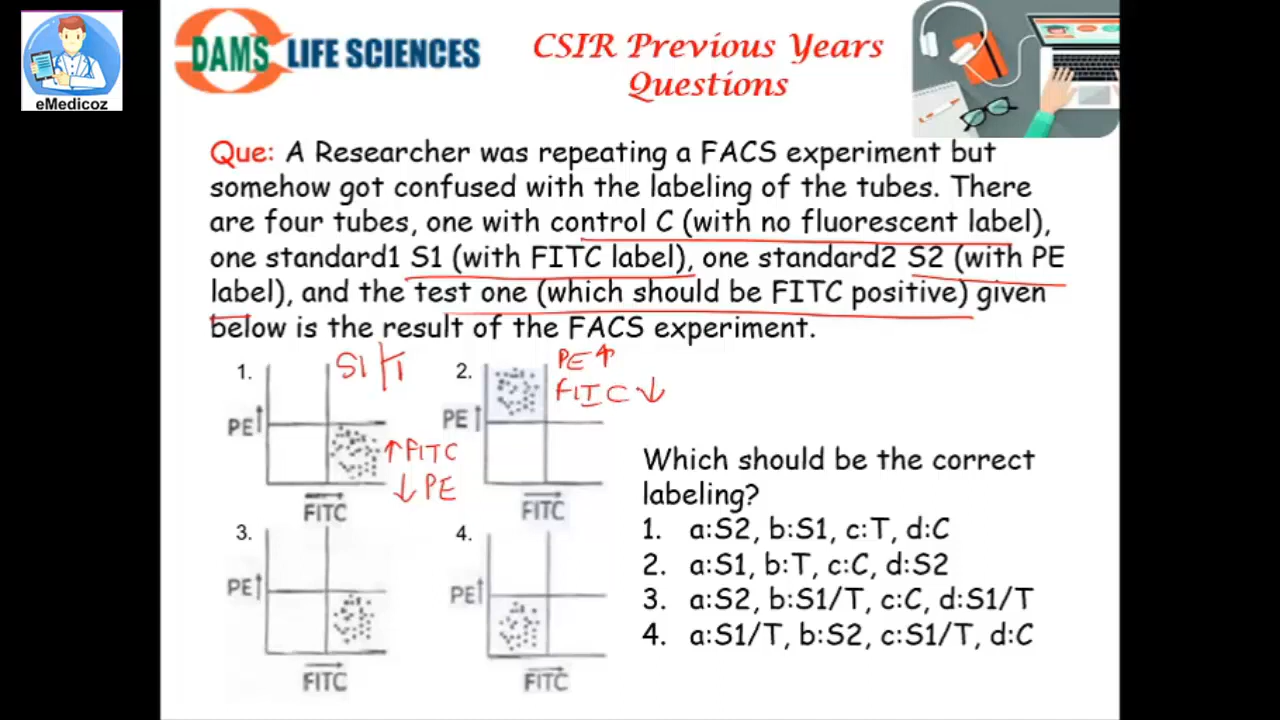 eMedicoz
DAMS LIFE SCIENCES
CSIR Previous Years
Questions
Que: A Researcher was repeating a FACS experiment but
somehow got confused with the labeling of the tubes. There
are four tubes, one with control C (with no fluorescent label),
one standard1 S1 (with FITC label), one standard2 S2 (with PE
label), and the test one (which should be FITC positive) given
below is the result of the FACS experiment.
1.
S1/T
PE↑
↑FITC
↓PE
FITC
2.
PE↑
FITC↓
PE↑
FITC
3.
PE↑
FITC
4.
PE↑
FITC
Which should be the correct
labeling?
1. a:S2, b:S1, c:T, d:C
2. a:S1, b:T, c:C, d:S2
3. a:S2, b:S1/T, c:C, d:S1/T
4. a:S1/T, b:S2, c:S1/T, d:C